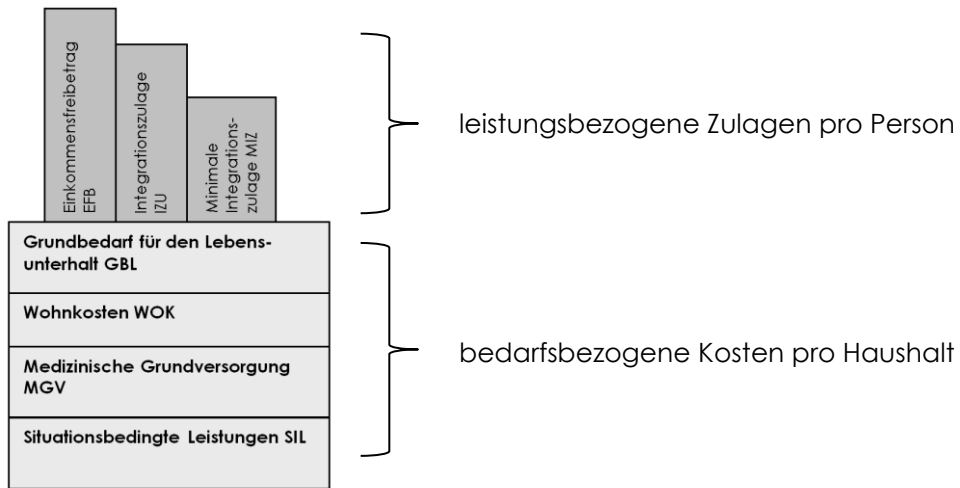 Einkommensfreibetrag
EFB
Integrationszulage
IZU
Minimale
Integrations-
zulage MIZ
leistungsbezogene Zulagen pro Person
Grundbedarf für den Lebens-
unterhalt GBL
Wohnkosten WOK
Medizinische Grundversorgung
MGV
Situationsbedingte Leistungen SIL
bedarfsbezogene Kosten pro Haushalt